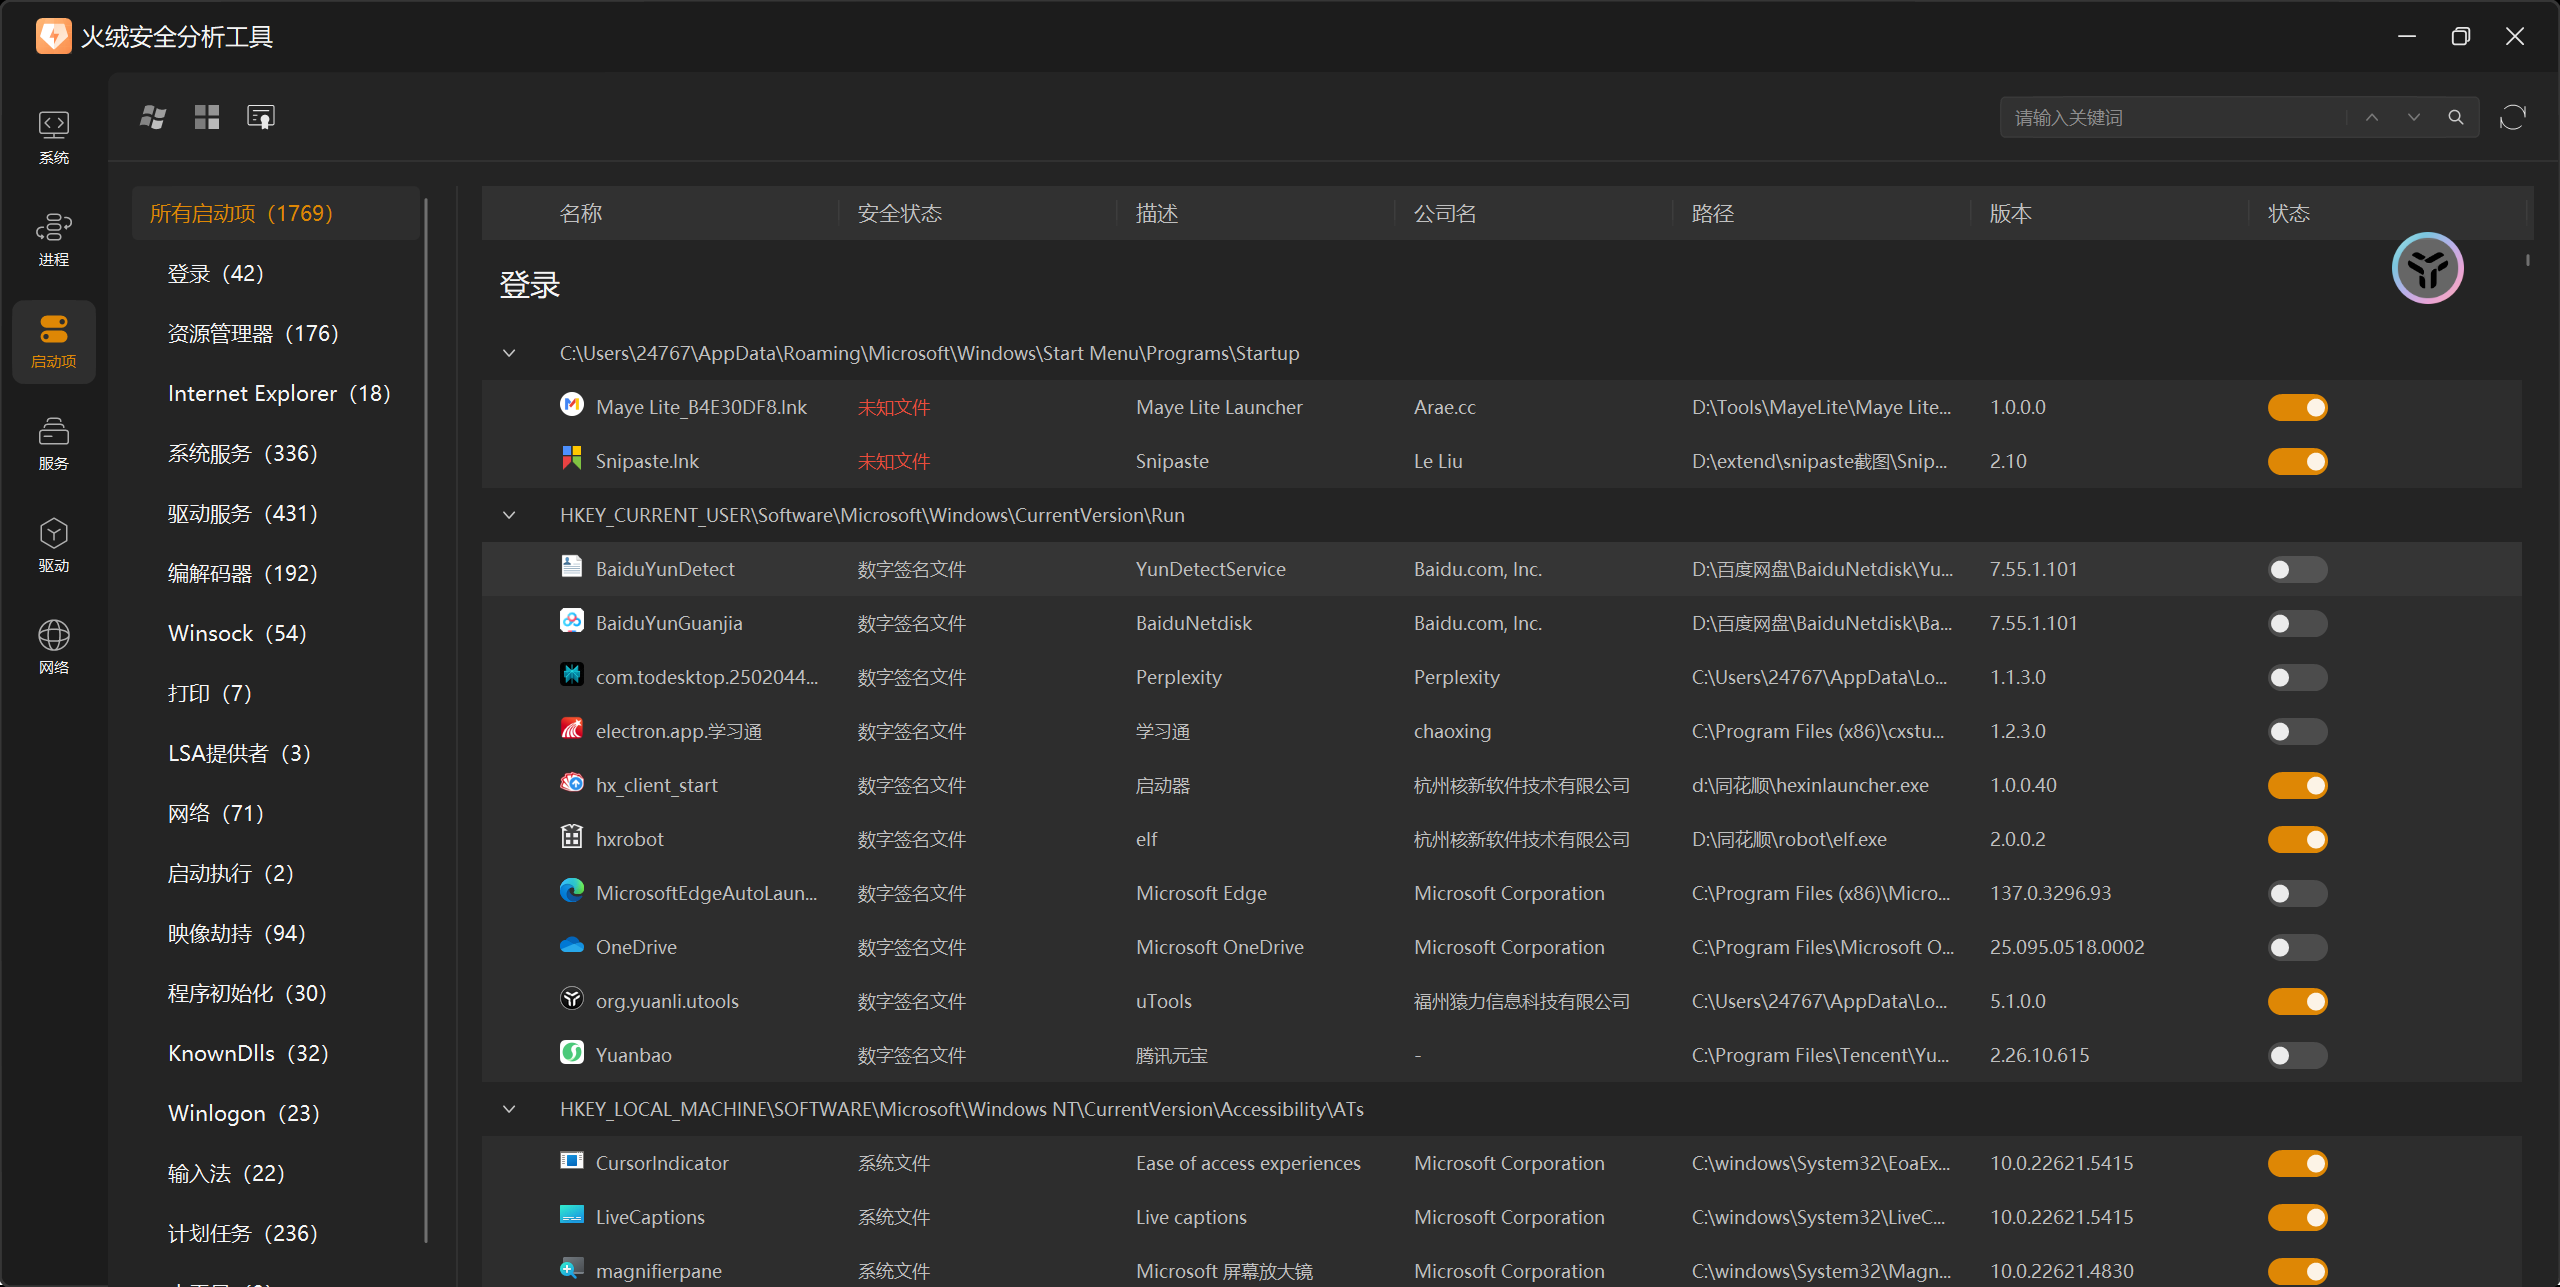 火绒安全分析工具
系统
进程
启动项
服务
驱动
网络
请输入关键词
所有启动项（1769）
登录（42）
资源管理器（176）
Internet Explorer（18）
系统服务（336）
驱动服务（431）
编解码器（192）
Winsock（54）
打印（7）
LSA提供者（3）
网络（71）
启动执行（2）
映像劫持（94）
程序初始化（30）
KnownDlls（32）
Winlogon（23）
输入法（22）
计划任务（236）
名称 安全状态 描述 公司名 路径 版本 状态
登录
C:\Users\24767\AppData\Roaming\Microsoft\Windows\Start Menu\Programs\Startup
Maye Lite_B4E30DF8.lnk 未知文件 Maye Lite Launcher Arae.cc D:\Tools\MayeLite\Maye Lite... 1.0.0.0
Snipaste.lnk 未知文件 Snipaste Le Liu D:\extend\snipaste截图\Snip... 2.10
HKEY_CURRENT_USER\Software\Microsoft\Windows\CurrentVersion\Run
BaiduYunDetect 数字签名文件 YunDetectService Baidu.com, Inc. D:\百度网盘\BaiduNetdisk\Yu... 7.55.1.101
BaiduYunGuanjia 数字签名文件 BaiduNetdisk Baidu.com, Inc. D:\百度网盘\BaiduNetdisk\Ba... 7.55.1.101
com.todesktop.2502044... 数字签名文件 Perplexity Perplexity C:\Users\24767\AppData\Lo... 1.1.3.0
electron.app.学习通 数字签名文件 学习通 chaoxing C:\Program Files (x86)\cxstu... 1.2.3.0
hx_client_start 数字签名文件 启动器 杭州核新软件技术有限公司 d:\同花顺\hexinlauncher.exe 1.0.0.40
hxrobot 数字签名文件 elf 杭州核新软件技术有限公司 D:\同花顺\robot\elf.exe 2.0.0.2
MicrosoftEdgeAutoLaun... 数字签名文件 Microsoft Edge Microsoft Corporation C:\Program Files (x86)\Micro... 137.0.3296.93
OneDrive 数字签名文件 Microsoft OneDrive Microsoft Corporation C:\Program Files\Microsoft O... 25.095.0518.0002
org.yuanli.utools 数字签名文件 uTools 福州猿力信息科技有限公司 C:\Users\24767\AppData\Lo... 5.1.0.0
Yuanbao 数字签名文件 腾讯元宝 - C:\Program Files\Tencent\Yu... 2.26.10.615
HKEY_LOCAL_MACHINE\SOFTWARE\Microsoft\Windows NT\CurrentVersion\Accessibility\ATs
CursorIndicator 系统文件 Ease of access experiences Microsoft Corporation C:\windows\System32\EoaEx... 10.0.22621.5415
LiveCaptions 系统文件 Live captions Microsoft Corporation C:\windows\System32\LiveC... 10.0.22621.5415
magnifierpane 系统文件 Microsoft 屏幕放大镜 Microsoft Corporation C:\windows\System32\Magn... 10.0.22621.4830